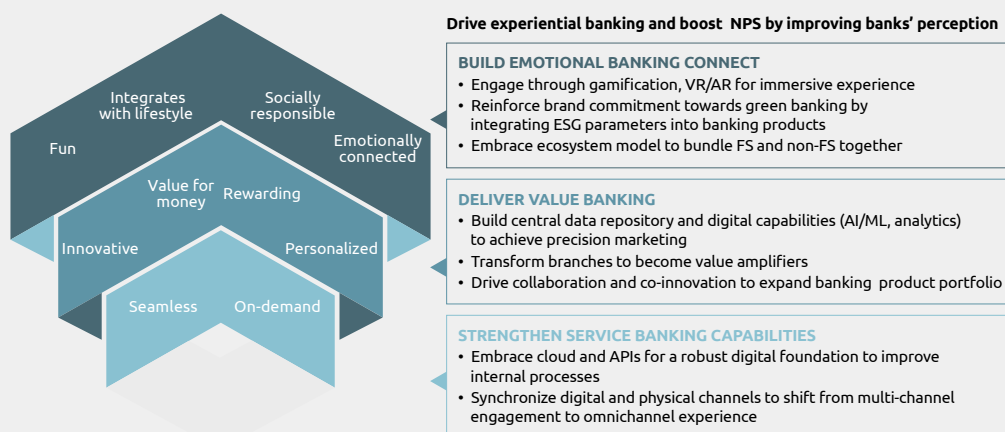 Drive experiential banking and boost NPS by improving banks' perception
Integrates
with lifestyle
Socially
responsible
Fun
Emotionally
connected
Value for
money
Rewarding
Innovative
Personalized
Seamless
On-demand
BUILD EMOTIONAL BANKING CONNECT
• Engage through gamification, VR/AR for immersive experience
• Reinforce brand commitment towards green banking by
integrating ESG parameters into banking products
• Embrace ecosystem model to bundle FS and non-FS together
DELIVER VALUE BANKING
• Build central data repository and digital capabilities (AI/ML, analytics)
to achieve precision marketing
• Transform branches to become value amplifiers
• Drive collaboration and co-innovation to expand banking product portfolio
STRENGTHEN SERVICE BANKING CAPABILITIES
• Embrace cloud and APIs for a robust digital foundation to improve
internal processes
• Synchronize digital and physical channels to shift from multi-channel
engagement to omnichannel experience